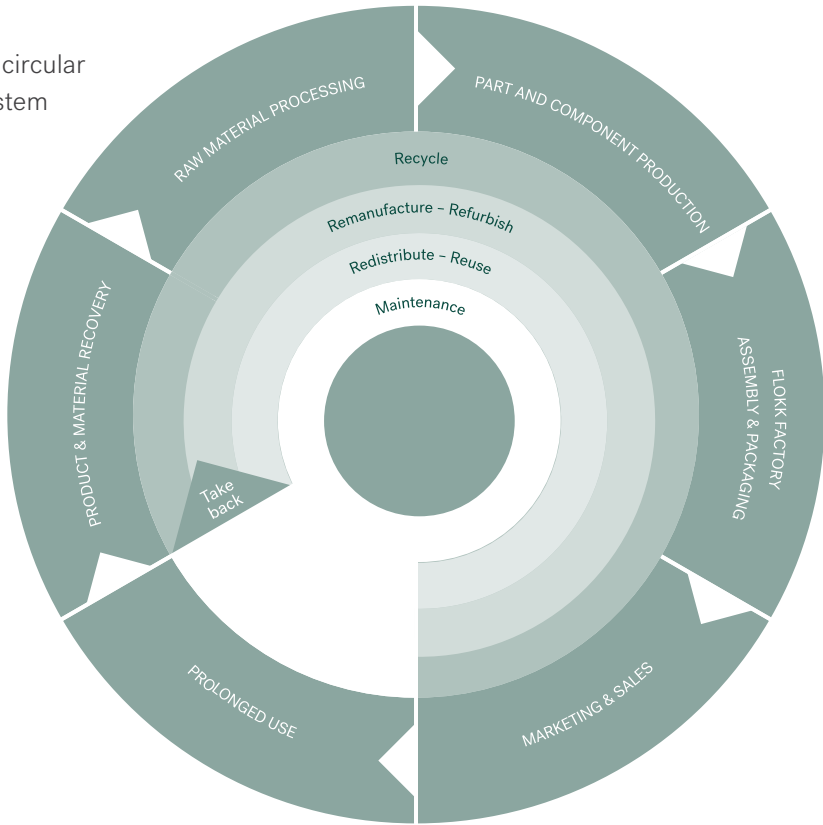 circular
stem
RAW MATERIAL PROCESSING
PART AND COMPONENT PRODUCTION
Recycle
Remanufacture – Refurbish
Redistribute – Reuse
Maintenance
PRODUCT & MATERIAL RECOVERY
FLOKK FACTORY
ASSEMBLY & PACKAGING
Take
back
PROLONGED USE
MARKETING & SALES